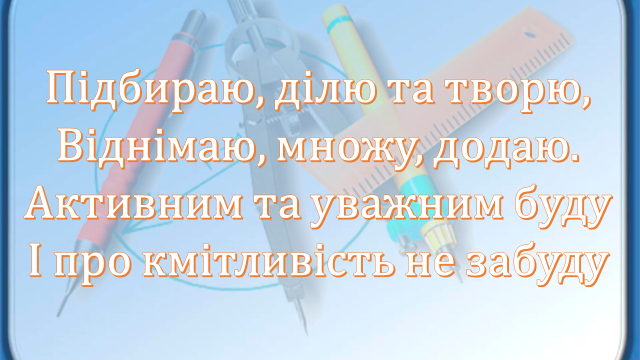 Підбираю, ділю та творю,
Віднімаю, множу, додаю.
Активним та уважним буду
І про кмітливість не забуду